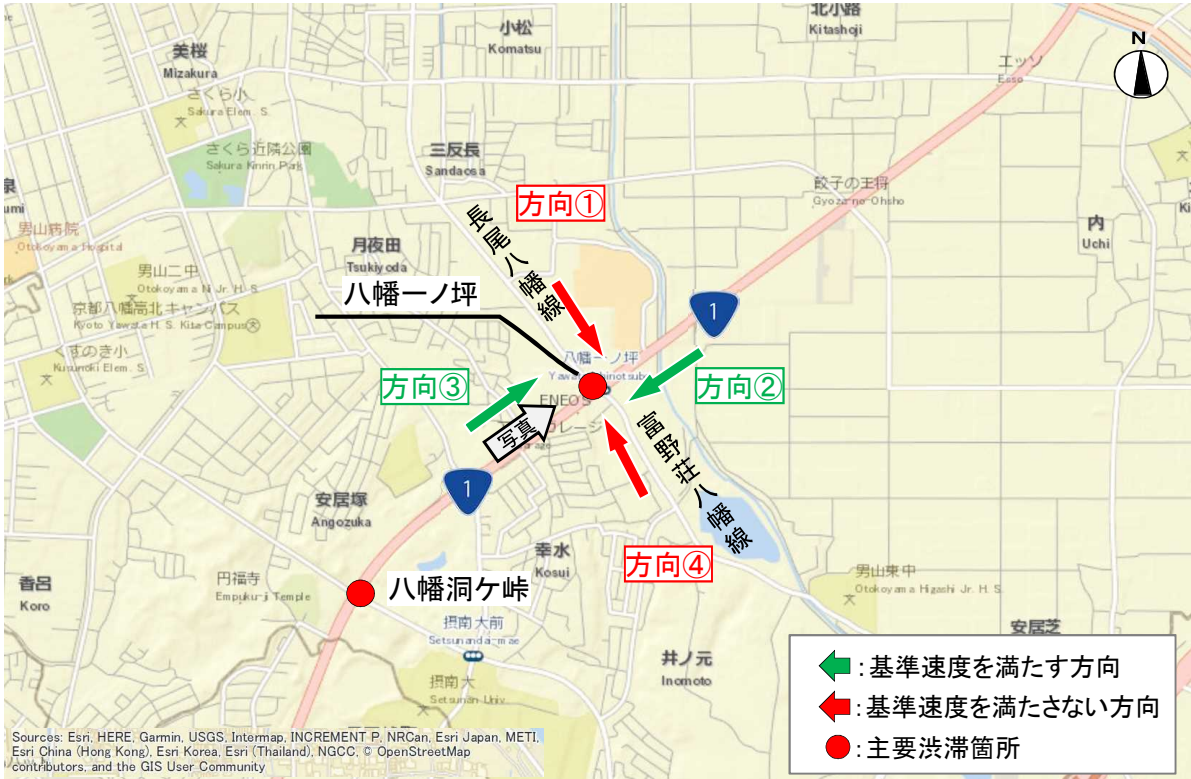 北小路
Kitashoji
小松
Komatsu
N
美桜
Mizakura
エッソ
Esso
さくら小
Sakura Elem. S.
さくら近隣公園
Sakura Kinrin Park
三反長
Sandacsa
餃子の王将
Gyoza-no-Ohsho
方向①
長尾八幡線
泉
umi
男山病院
Otokoyama Hospital
月夜田
Tsukiyoda
内
Uchi
Ki
男山二中
Otokoyama Ni Jr. H. S.
八幡一ノ坪
京都八幡高北キャンパス
Kyoto Yawata H. S. Kita Campus
1
くすのき小
Kusunoki Elem. S.
八幡一ノ坪
方向③
方向②
ENEOS
写真
富野荘八幡線
1
安居塚
Angozuka
幸水
Kosui
方向④
円福寺
Empuku-ji Temple
八幡洞ケ峠
男山東中
Otokoyama Higashi Jr. H. S.
香呂
Koro
摂南大前
Setsunandai-mae
安居芝
井ノ元
Inomoto
摂南大
Setsunan Univ.
:基準速度を満たす方向
:基準速度を満たさない方向
:主要渋滞箇所
Sources: Esri, HERE, Garmin, USGS, Intermap, INCREMENT P, NRCan, Esri Japan, METI,
Esri China (Hong Kong), Esri Korea, Esri (Thailand), NGCC, © OpenStreetMap
contributors, and the GIS User Community